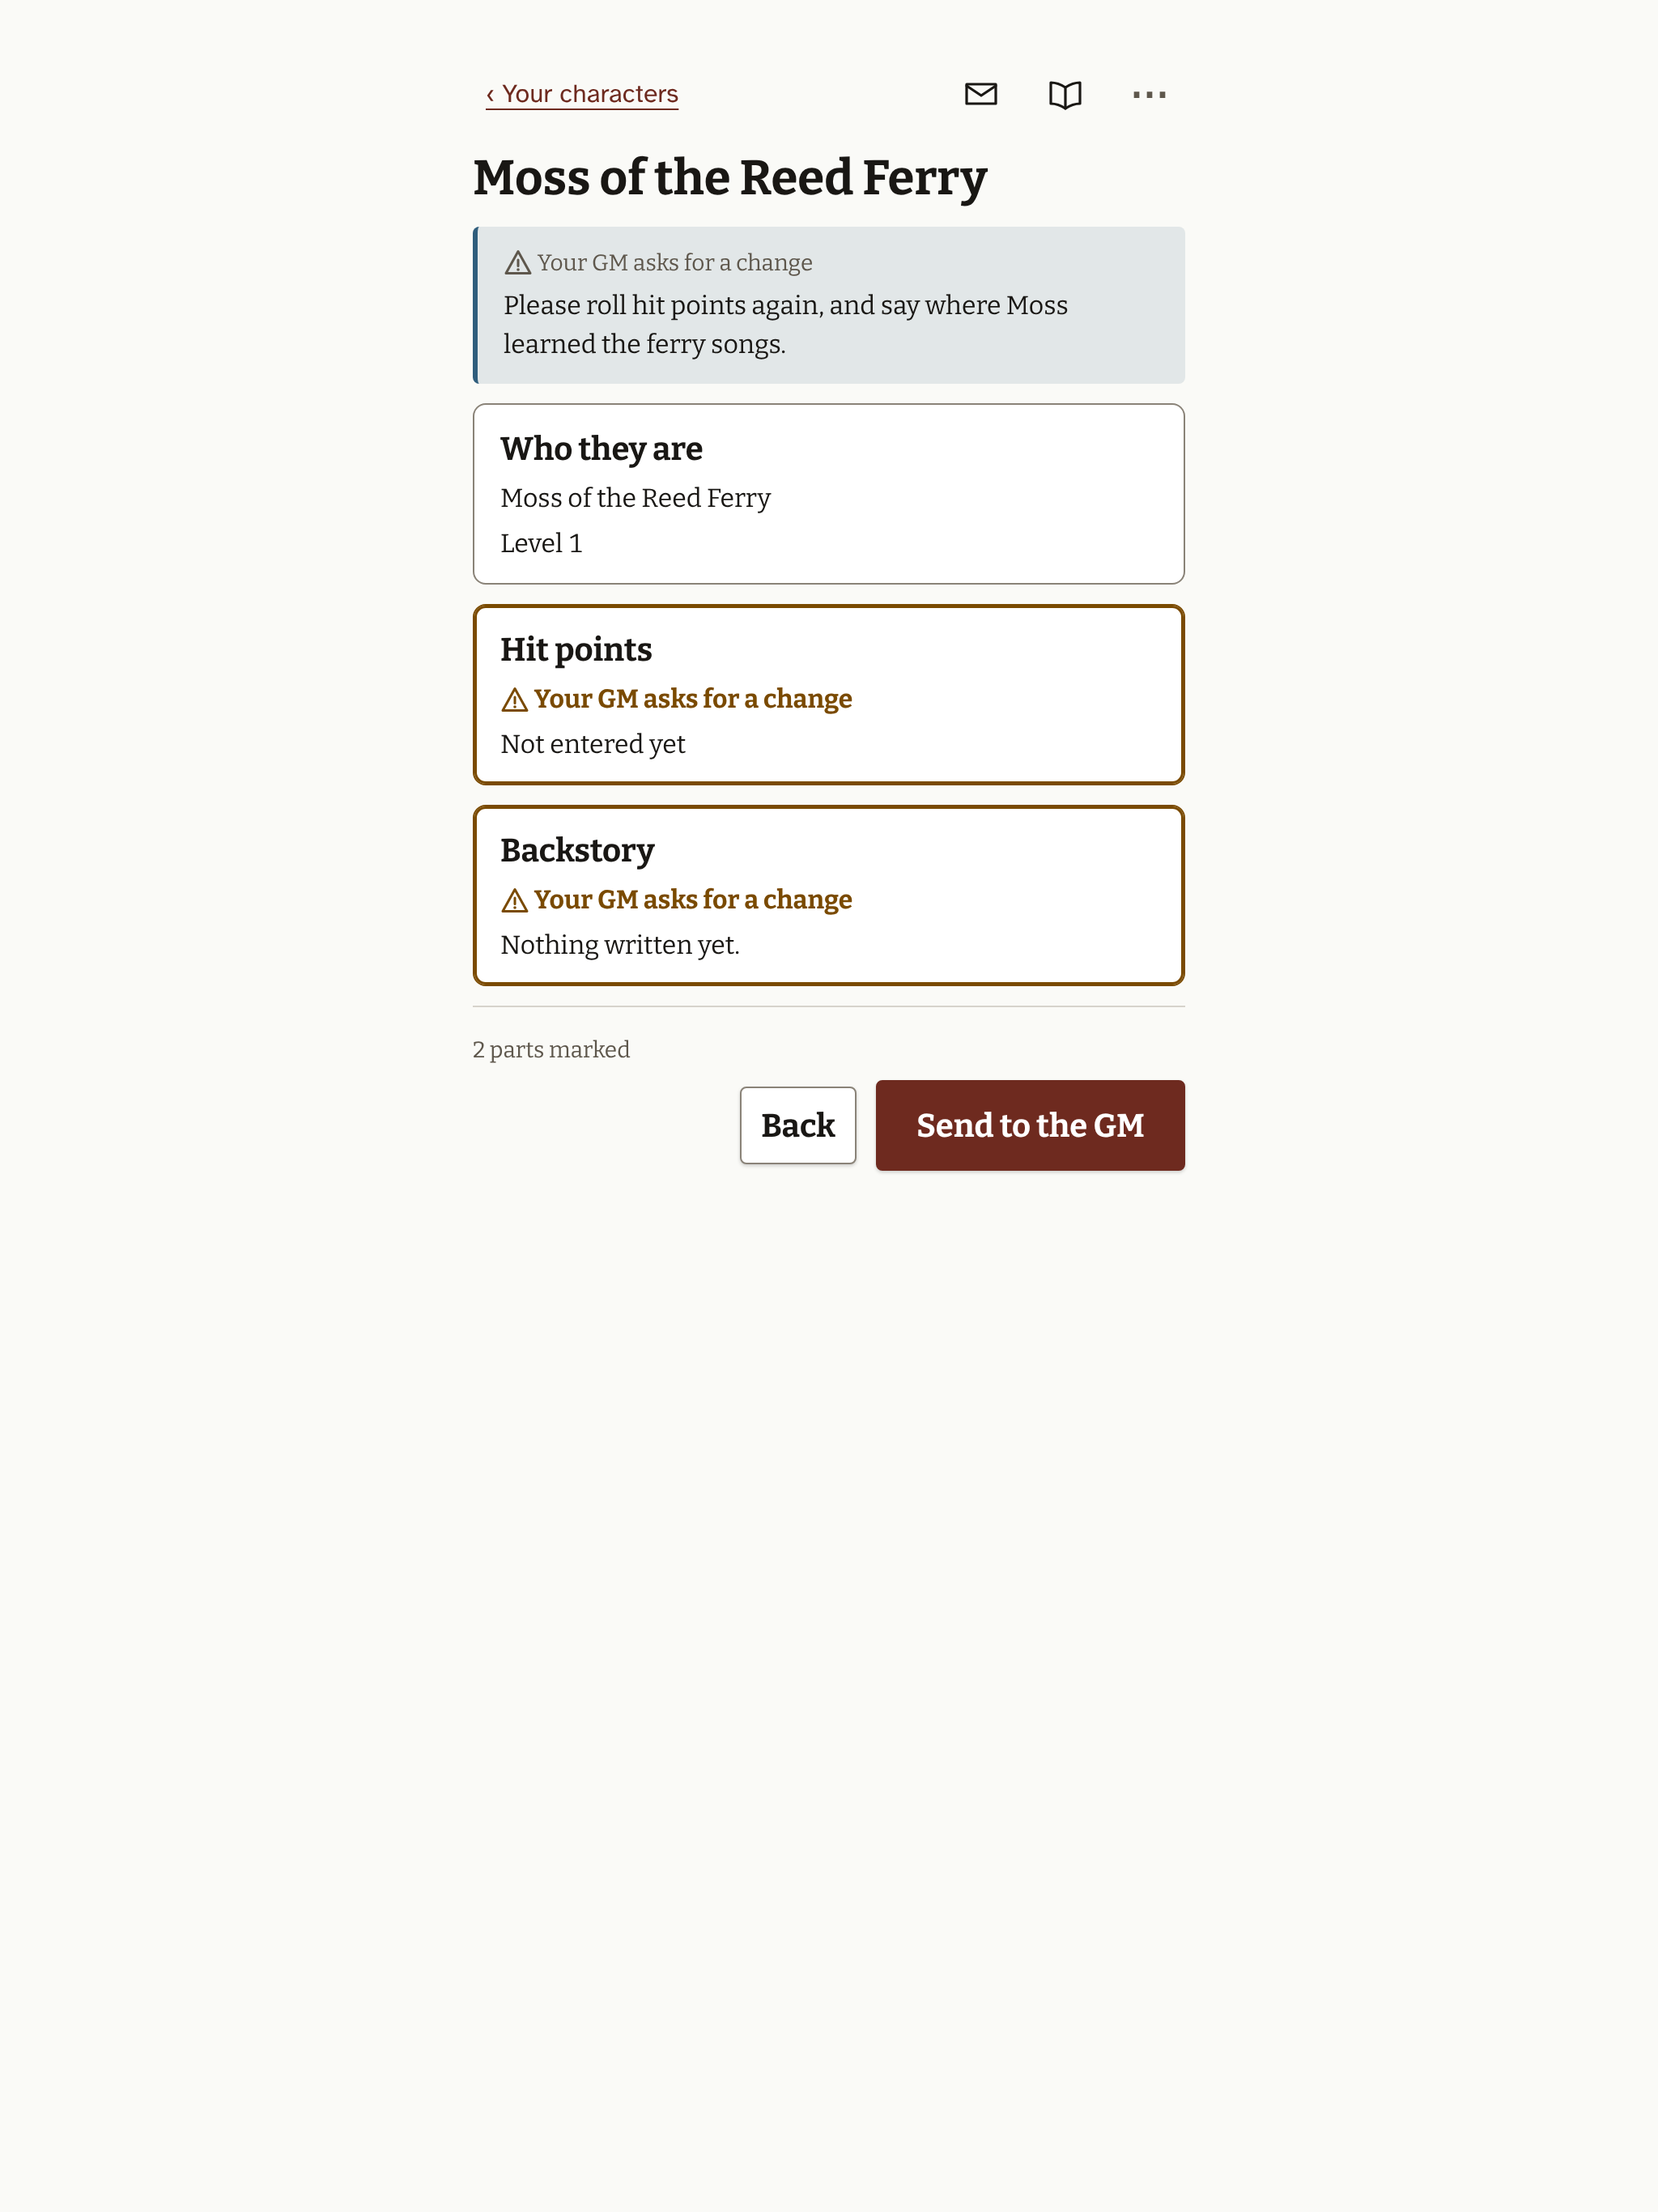 ‹ Your characters
Moss of the Reed Ferry
Your GM asks for a change
Please roll hit points again, and say where Moss
learned the ferry songs.
Who they are
Moss of the Reed Ferry
Level 1
Hit points
Your GM asks for a change
Not entered yet
Backstory
Your GM asks for a change
Nothing written yet.
2 parts marked
Back
Send to the GM